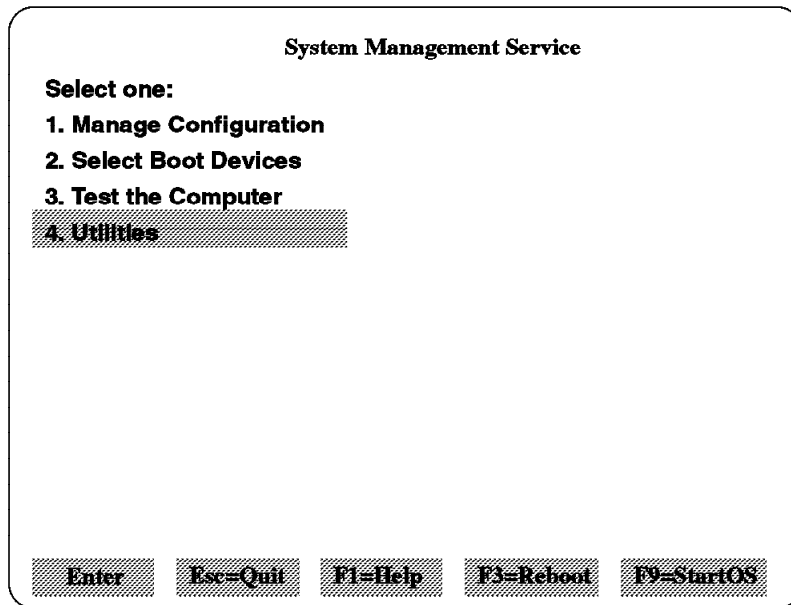 System Management Service
Select one:
1. Manage Configuration
2. Select Boot Devices
3. Test the Computer
4. Utilities
Enter Esc=Quit F1=Help F3=Reboot F9=StartOS